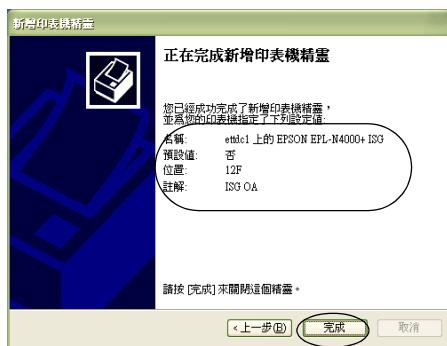 新增印表機精靈
正在完成新增印表機精靈
您已經成功完成了新增印表機精靈，
並為您的印表機指定了下列設定值:
名稱: ettdc1 上的 EPSON EPL-N4000+ ISG
預設值: 否
位置: 12F
註解: ISG OA
請按 [完成] 來關閉這個精靈。
<上一步(B) 完成 取消